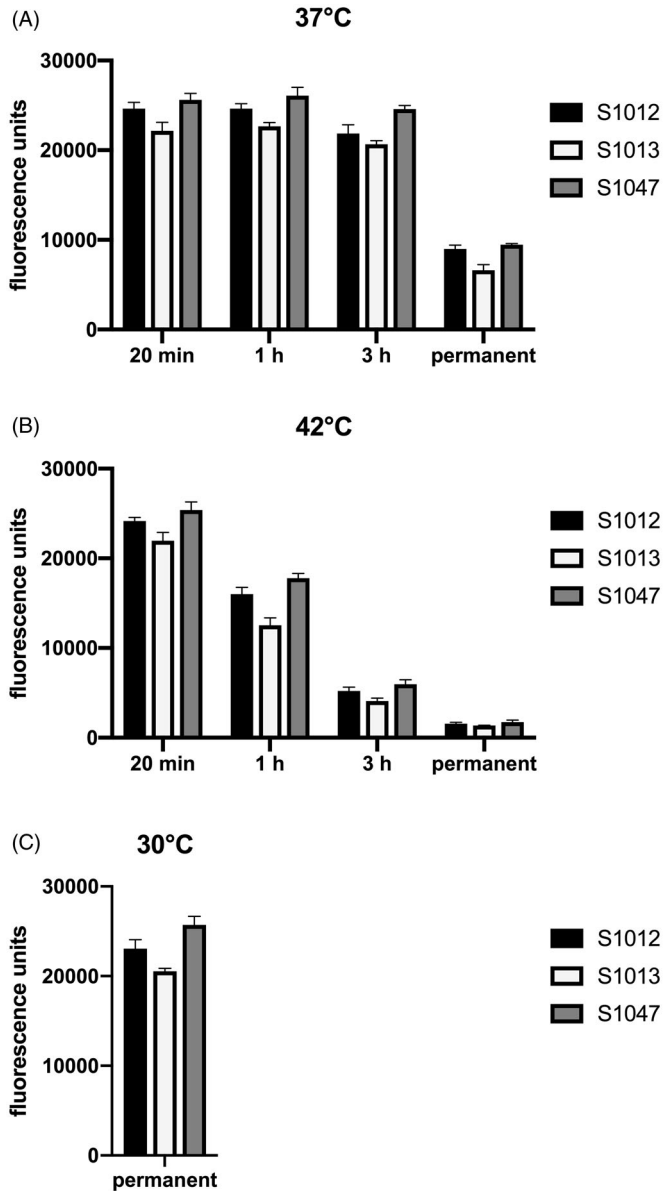 (A)
37°C
fluorescence units
30000
20000
10000
0
20 min 1 h 3 h permanent
S1012
S1013
S1047
(B)
42°C
fluorescence units
30000
20000
10000
0
20 min 1 h 3 h permanent
S1012
S1013
S1047
(C)
30°C
fluorescence units
30000
20000
10000
0
permanent
S1012
S1013
S1047